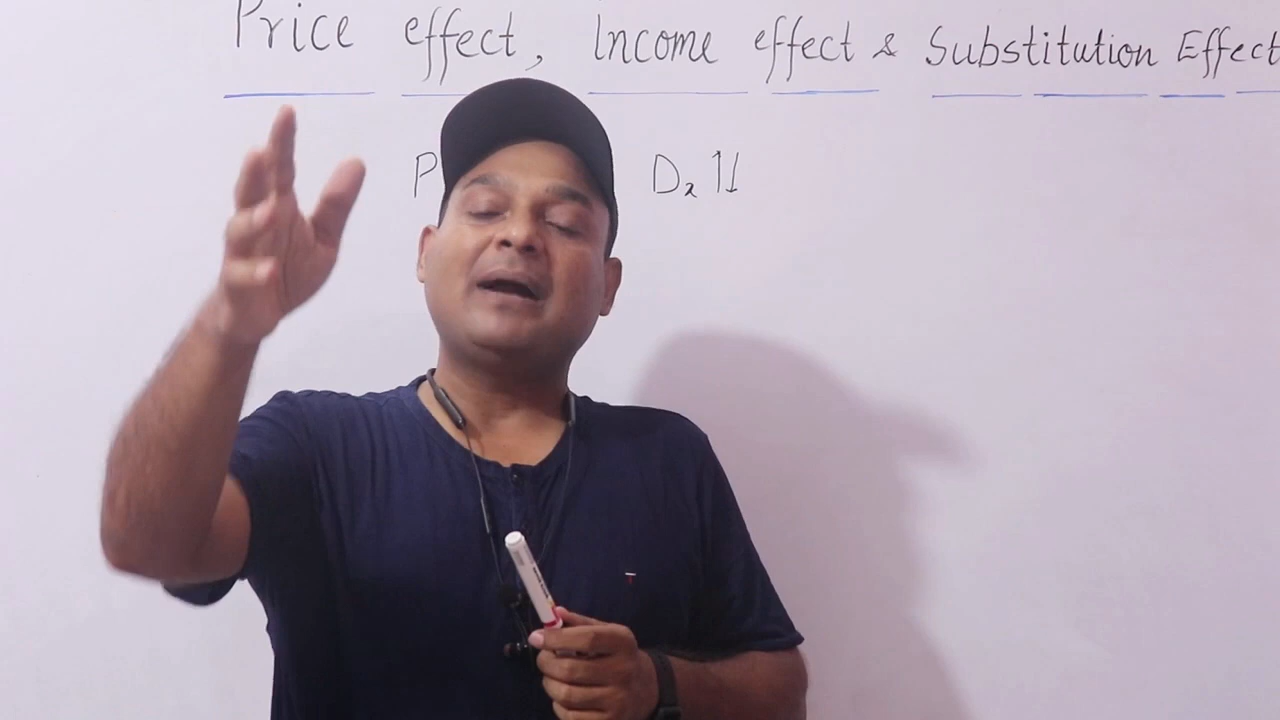 Price effect, Income effect & Substitution Effect
P Dx ↑↓